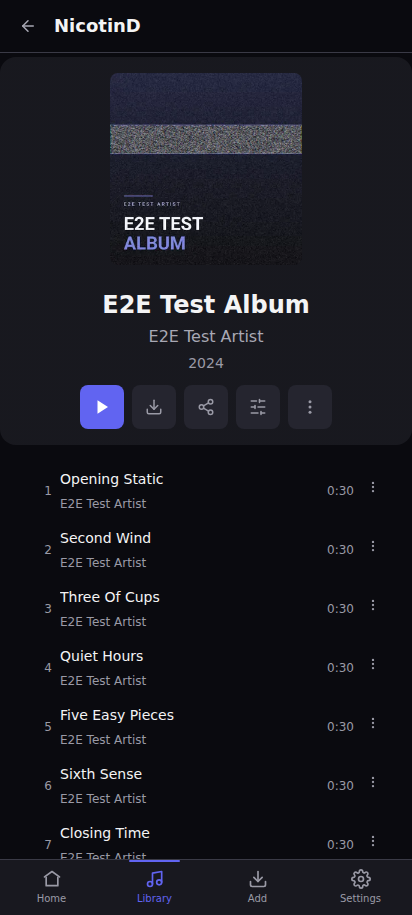 NicotinD
E2E TEST ARTIST
E2E TEST
ALBUM
E2E Test Album
E2E Test Artist
2024
1 Opening Static 0:30
E2E Test Artist
2 Second Wind 0:30
E2E Test Artist
3 Three Of Cups 0:30
E2E Test Artist
4 Quiet Hours 0:30
E2E Test Artist
5 Five Easy Pieces 0:30
E2E Test Artist
6 Sixth Sense 0:30
E2E Test Artist
7 Closing Time 0:30
E2E Test Artist
Home Library Add Settings